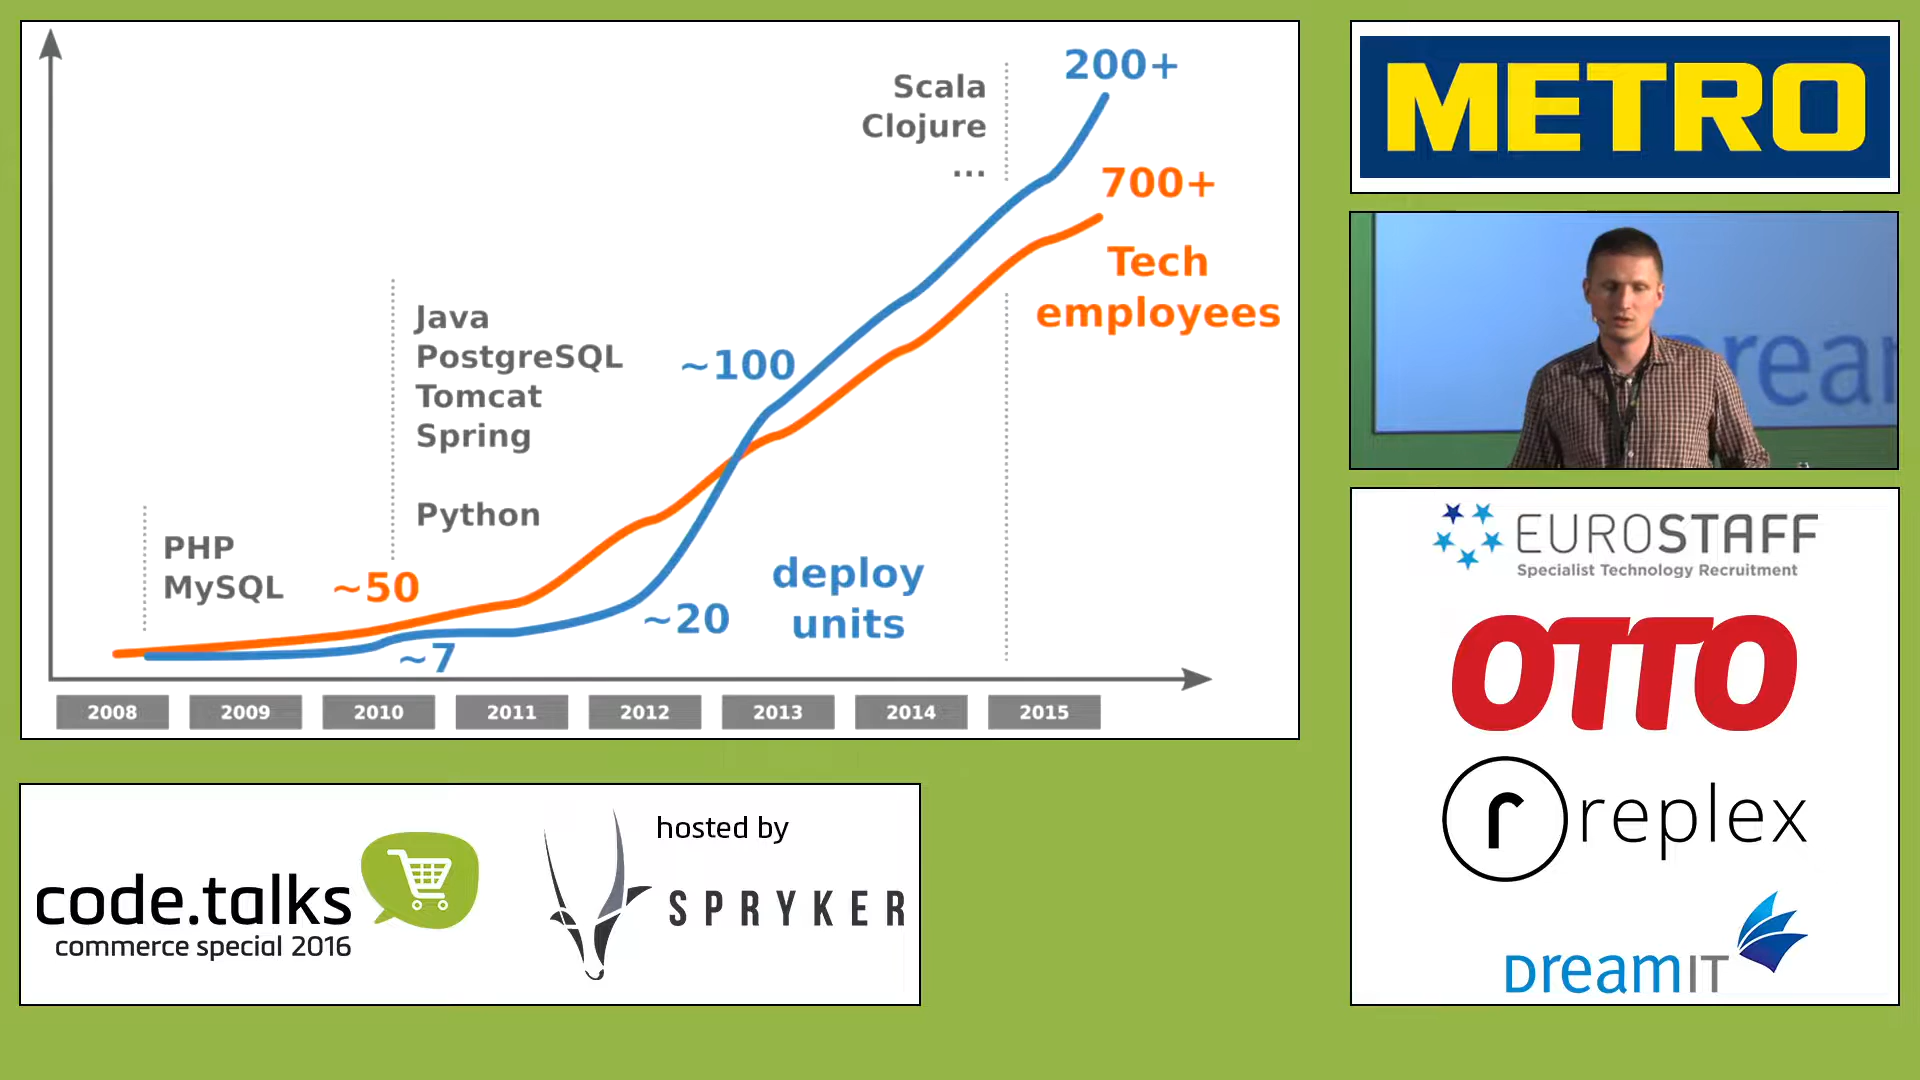 200+
Scala
Clojure
...
700+
Tech
employees
Java
PostgreSQL
Tomcat
Spring
Python
~100
PHP
MySQL
~50
~7
~20
deploy
units
2008
2009
2010
2011
2012
2013
2014
2015
METRO
rea
EUROSTAFF
Specialist Technology Recruitment
OTTO
r replex
DreamIT
code.talks
commerce special 2016
hosted by
SPRYKER